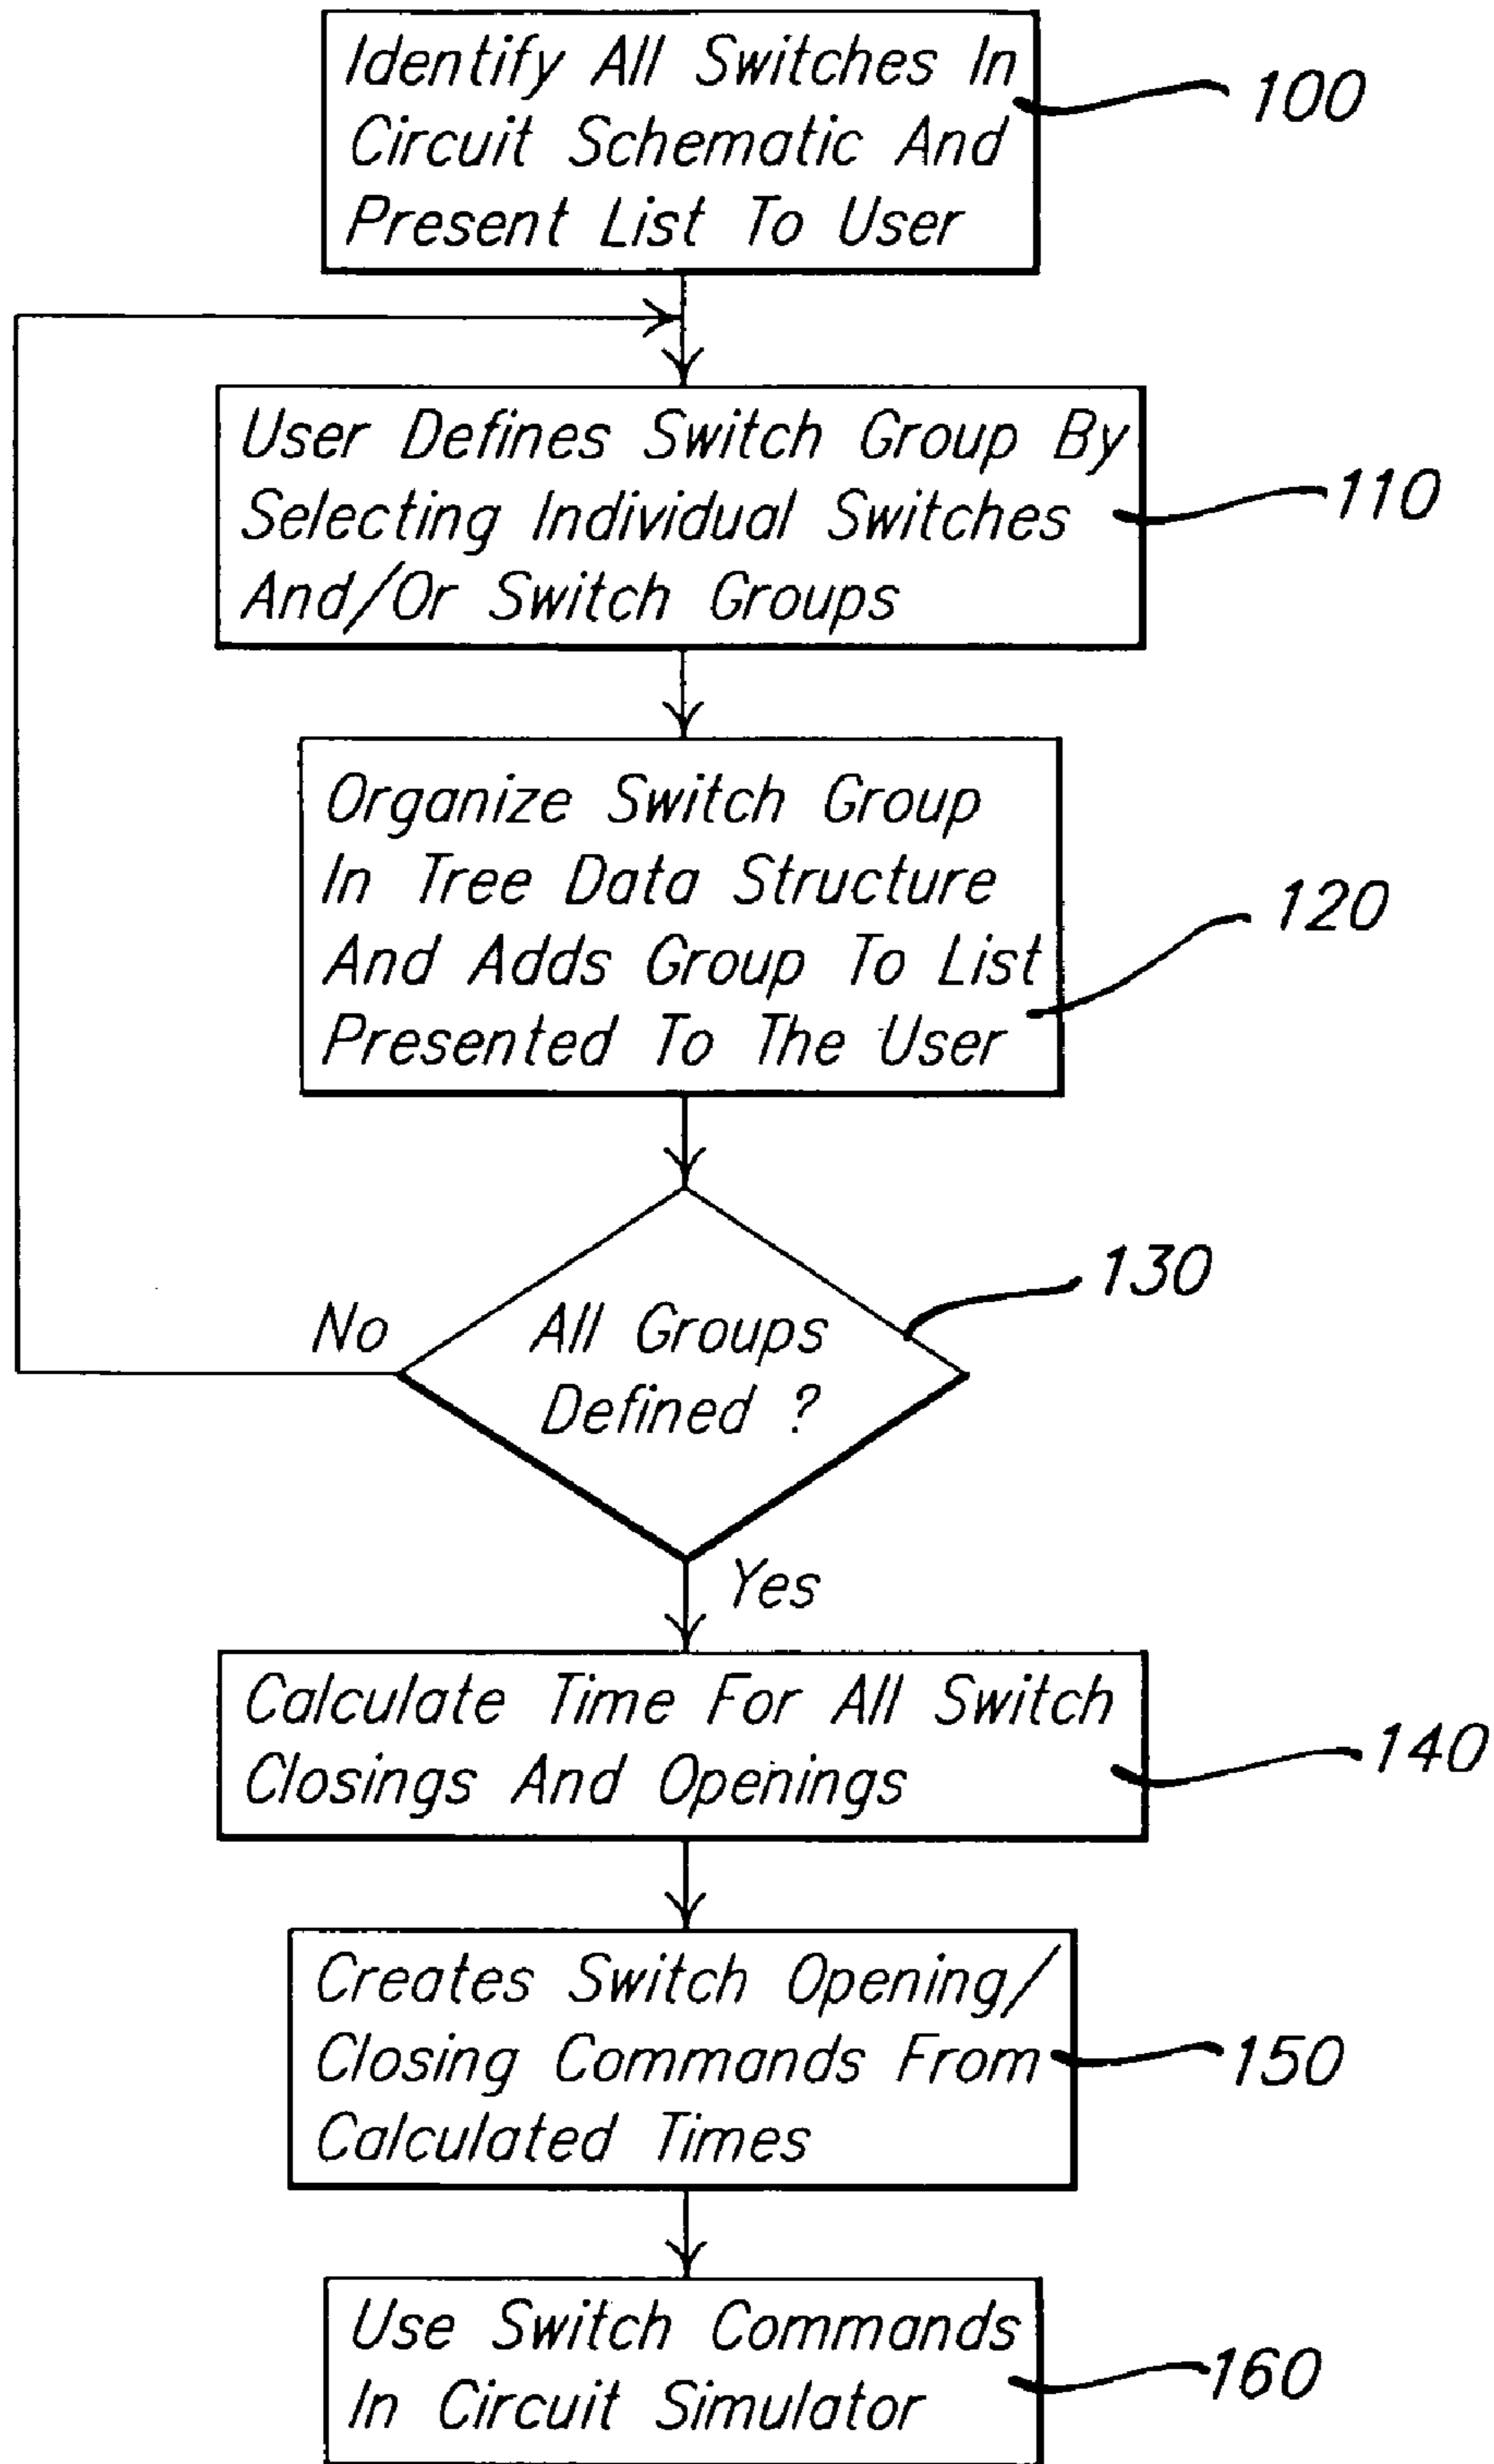 Identify All Switches In
Circuit Schematic And
Present List To User
100
User Defines Switch Group By
Selecting Individual Switches
And/Or Switch Groups
110
Organize Switch Group
In Tree Data Structure
And Adds Group To List
Presented To The User
120
130
No
All Groups
Defined ?
Yes
Calculate Time For All Switch
Closings And Openings
140
Creates Switch Opening/
Closing Commands From
Calculated Times
150
Use Switch Commands
In Circuit Simulator
160